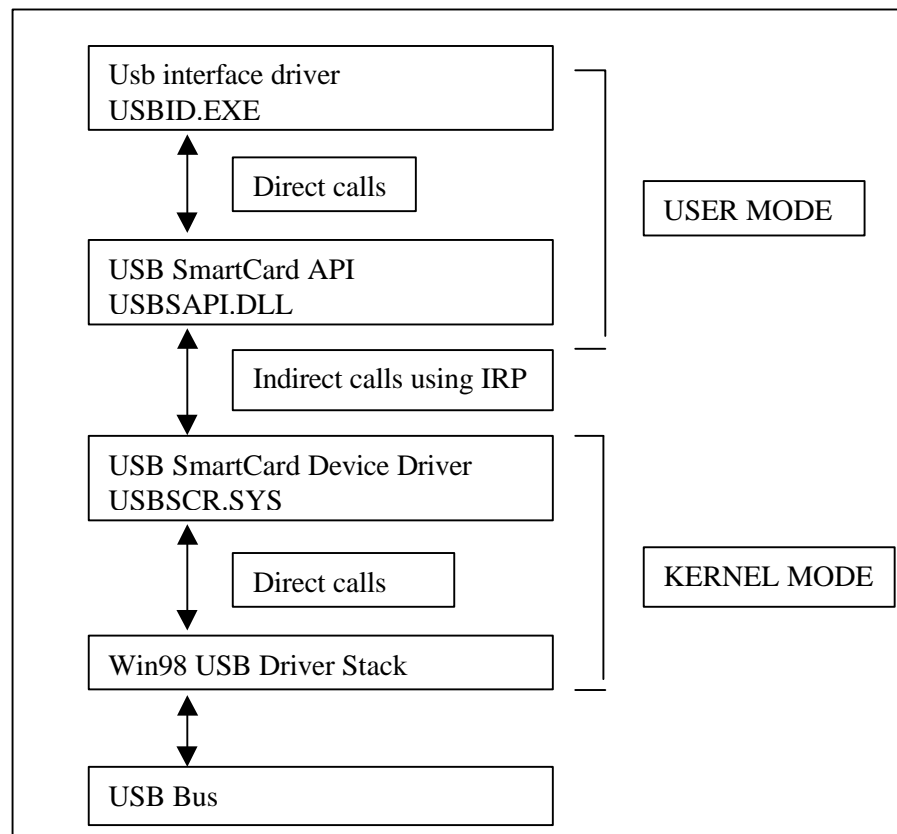 Usb interface driver
USBID.EXE
Direct calls
USER MODE
USB SmartCard API
USBSAPI.DLL
Indirect calls using IRP
USB SmartCard Device Driver
USBSCR.SYS
Direct calls
KERNEL MODE
Win98 USB Driver Stack
USB Bus